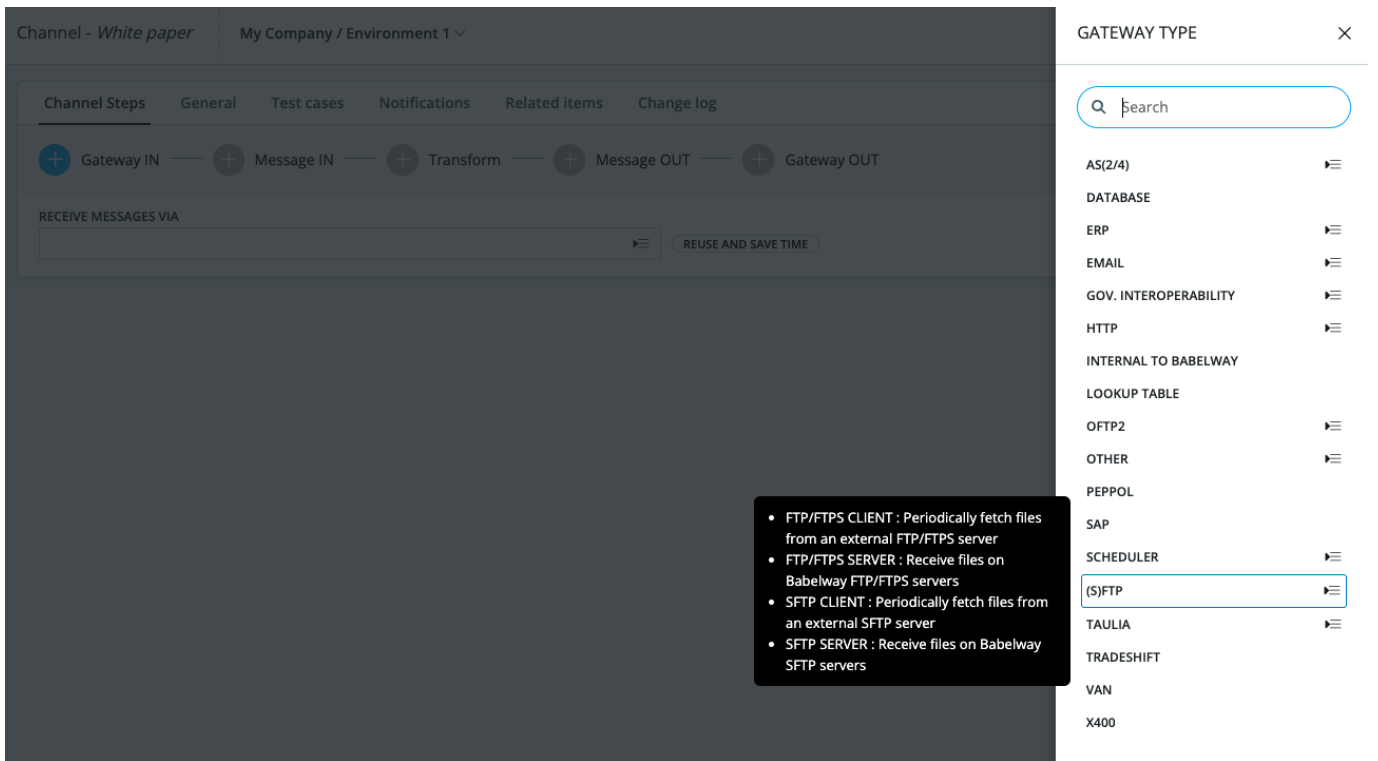 Channel - White paper
My Company / Environment 1
GATEWAY TYPE
Channel Steps
General
Test cases
Notifications
Related items
Change log
Search
Gateway IN
Message IN
Transform
Message OUT
Gateway OUT
RECEIVE MESSAGES VIA
REUSE AND SAVE TIME
AS(2/4)
DATABASE
ERP
EMAIL
GOV. INTEROPERABILITY
HTTP
INTERNAL TO BABELWAY
LOOKUP TABLE
OFTP2
OTHER
PEPPOL
SAP
SCHEDULER
(S)FTP
TAULIA
TRADESHIFT
VAN
X400
• FTP/FTPS CLIENT : Periodically fetch files
from an external FTP/FTPS server
• FTP/FTPS SERVER : Receive files on
Babelway FTP/FTPS servers
• SFTP CLIENT : Periodically fetch files from
an external SFTP server
• SFTP SERVER : Receive files on Babelway
SFTP servers